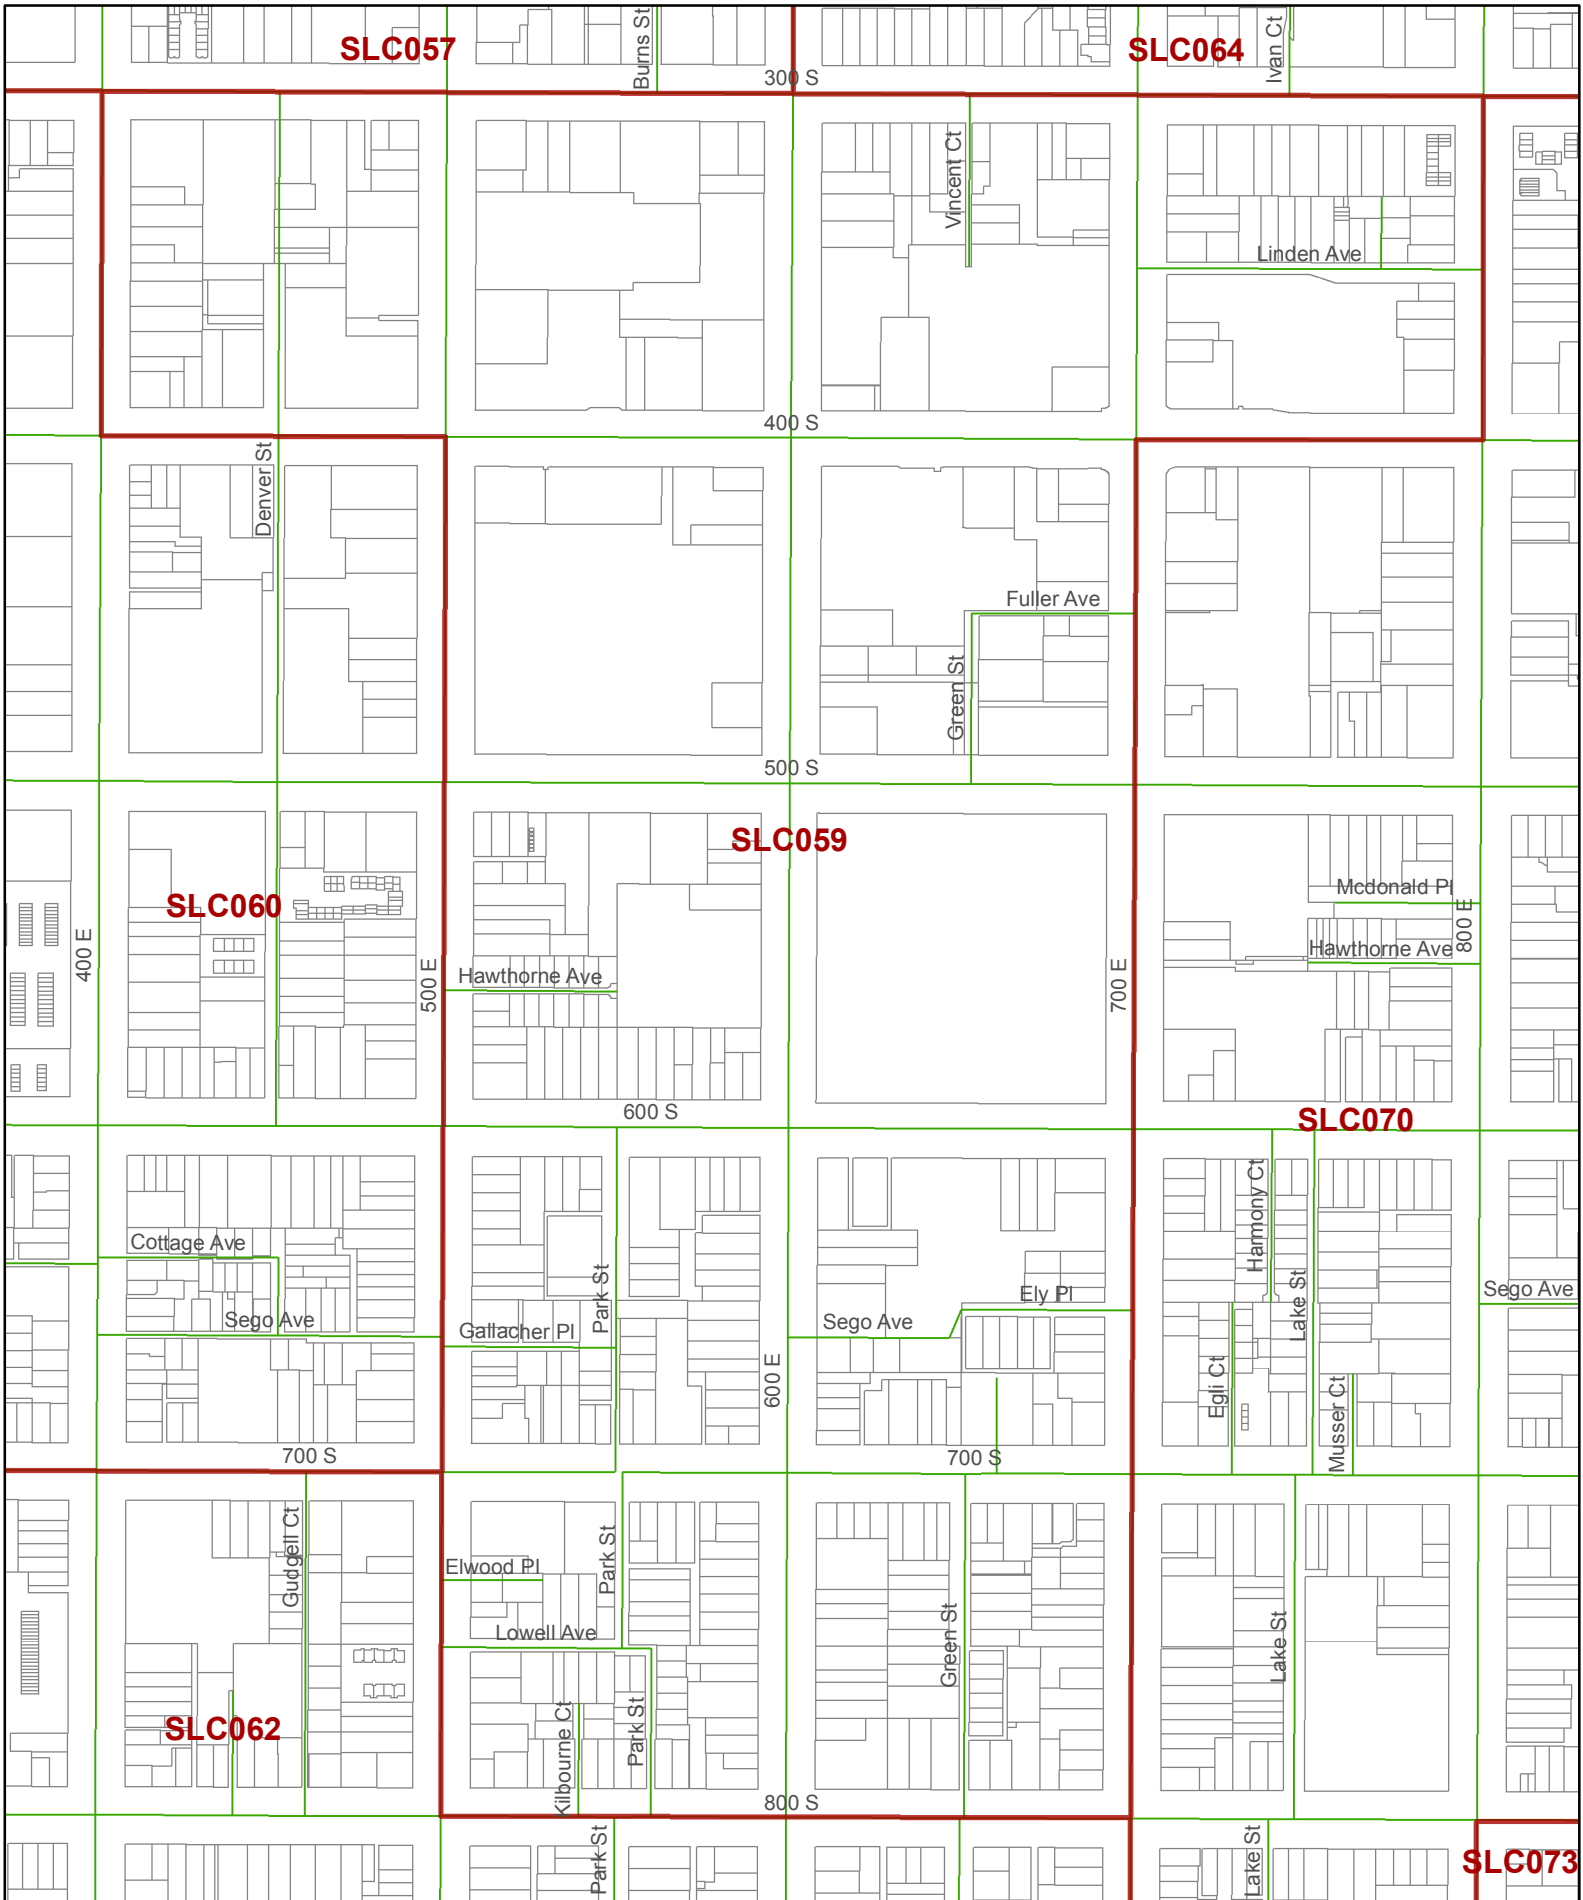 SLC057
Burns St
SLC064
Ivan Ct
300 S
Vincent Ct
Linden Ave
400 S
Denver St
Fuller Ave
Green St
500 S
SLC059
SLC060
Mcdonald Pl
400 E
500 E
Hawthorne Ave
700 E
Hawthorne Ave
800 E
600 S
SLC070
Cottage Ave
Sego Ave
Park St
Gallacher Pl
600 E
Sego Ave
Ely Pl
Harmony Ct
Lake St
Egli Ct
Musser Ct
Sego Ave
700 S
700 S
Gudgell Ct
Elwood Pl
Park St
Lowell Ave
Green St
Lake St
SLC062
Kilbourne Ct
Park St
800 S
Park St
Lake St
SLC073